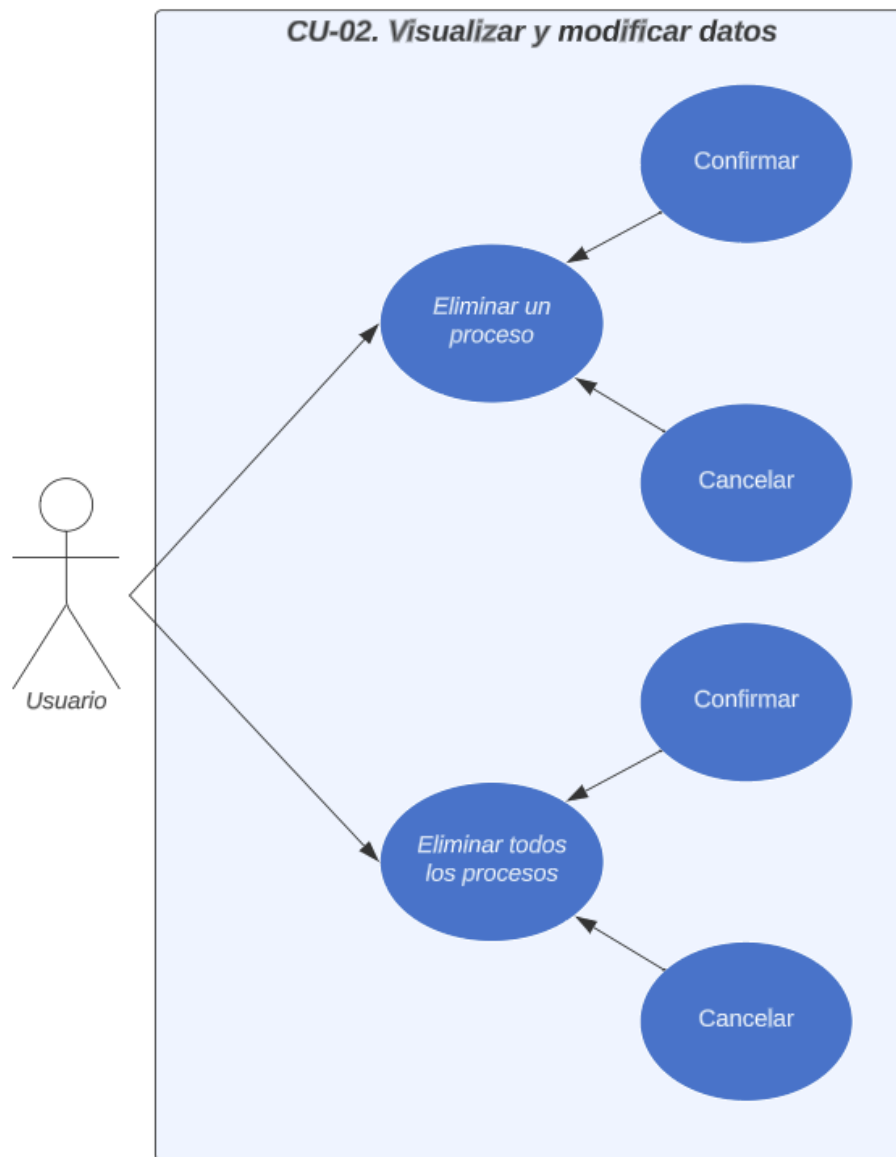 CU-02. Visualizar y modificar datos
Confirmar
Eliminar un
proceso
Cancelar
Usuario
Confirmar
Eliminar todos
los procesos
Cancelar